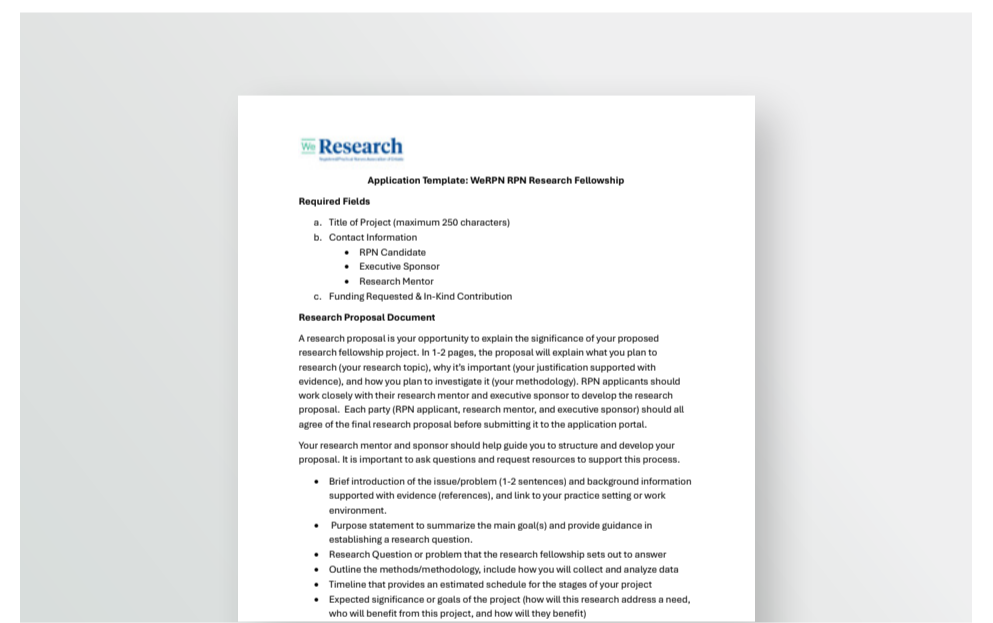 We Research
Application Template: WeRPN RPN Research Fellowship
Required Fields
a. Title of Project (maximum 250 characters)
b. Contact Information
• RPN Candidate
• Executive Sponsor
• Research Mentor
c. Funding Requested & In-Kind Contribution
Research Proposal Document
A research proposal is your opportunity to explain the significance of your proposed
research fellowship project. In 1-2 pages, the proposal will explain what you plan to
research (your research topic), why it's important (your justification supported with
evidence), and how you plan to investigate it (your methodology). RPN applicants should
work closely with their research mentor and executive sponsor to develop the research
proposal. Each party (RPN applicant, research mentor, and executive sponsor) should all
agree of the final research proposal before submitting it to the application portal.
Your research mentor and sponsor should help guide you to structure and develop your
proposal. It is important to ask questions and request resources to support this process.
• Brief introduction of the issue/problem (1-2 sentences) and background information
supported with evidence (references), and link to your practice setting or work
environment.
• Purpose statement to summarize the main goal(s) and provide guidance in
establishing a research question.
• Research Question or problem that the research fellowship sets out to answer
• Outline the methods/methodology, include how you will collect and analyze data
• Timeline that provides an estimated schedule for the stages of your project
• Expected significance or goals of the project (how will this research address a need,
who will benefit from this project, and how will they benefit)